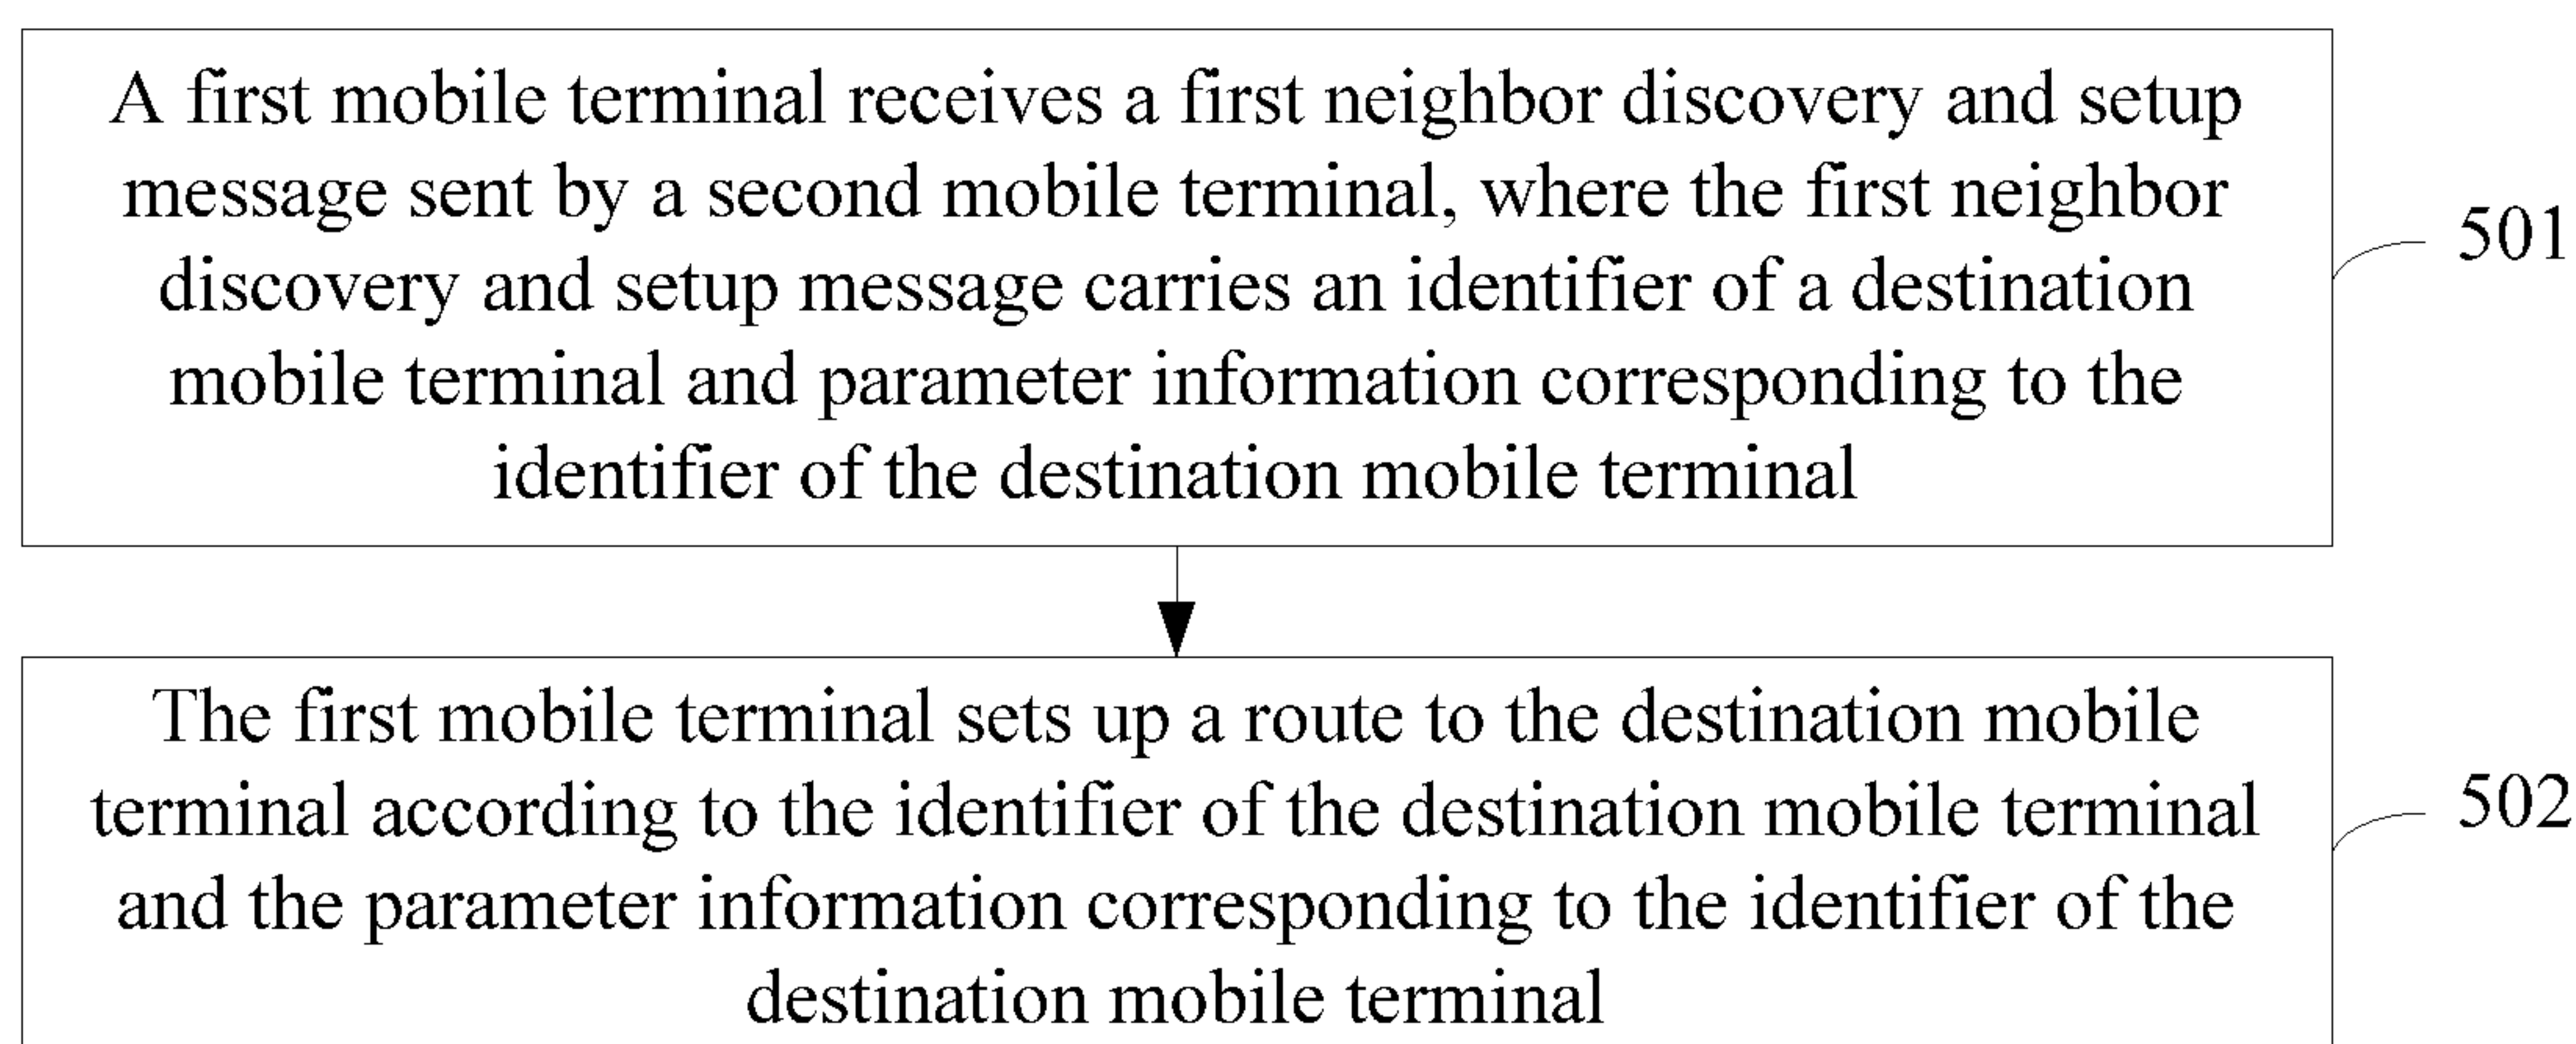 A first mobile terminal receives a first neighbor discovery and setup
message sent by a second mobile terminal, where the first neighbor
discovery and setup message carries an identifier of a destination
mobile terminal and parameter information corresponding to the
identifier of the destination mobile terminal
501
The first mobile terminal sets up a route to the destination mobile
terminal according to the identifier of the destination mobile terminal
and the parameter information corresponding to the identifier of the
destination mobile terminal
502